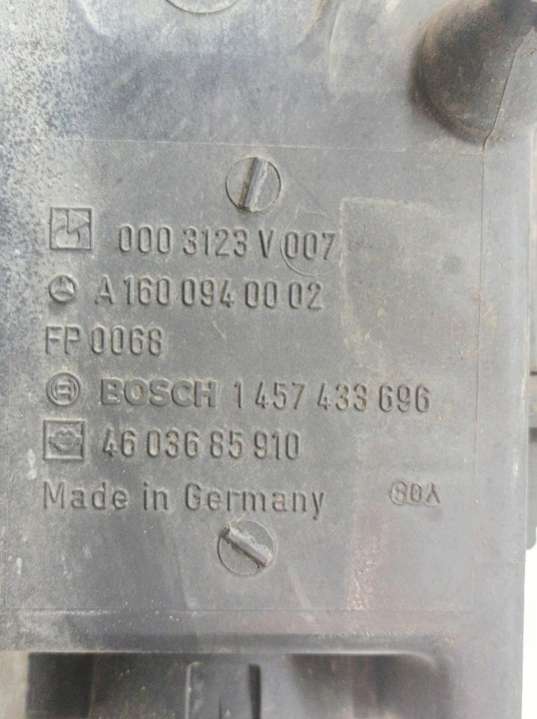 000 3123 V 007
A 160 094 00 02
FP 0068
BOSCH 1 457 433 696
46 036 85 910
Made in Germany